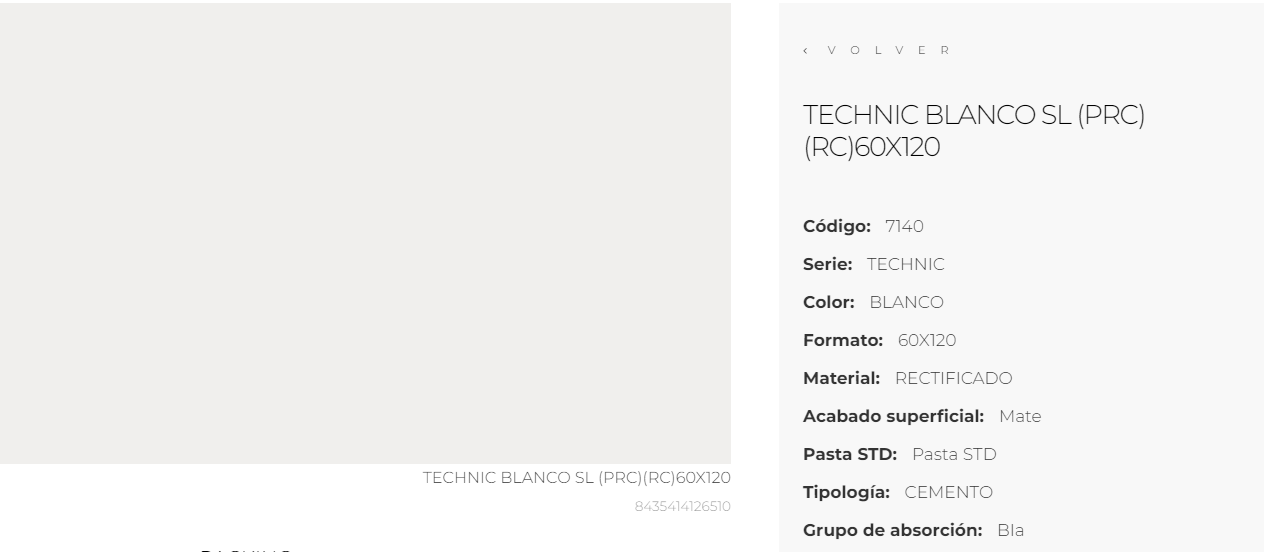 ‹ VOLVER
TECHNIC BLANCO SL (PRC)
(RC)60X120
Código: 7140
Serie: TECHNIC
Color: BLANCO
Formato: 60X120
Material: RECTIFICADO
Acabado superficial: Mate
Pasta STD: Pasta STD
Tipología: CEMENTO
Grupo de absorción: BIa
TECHNIC BLANCO SL (PRC)(RC)60X120
8435414126510